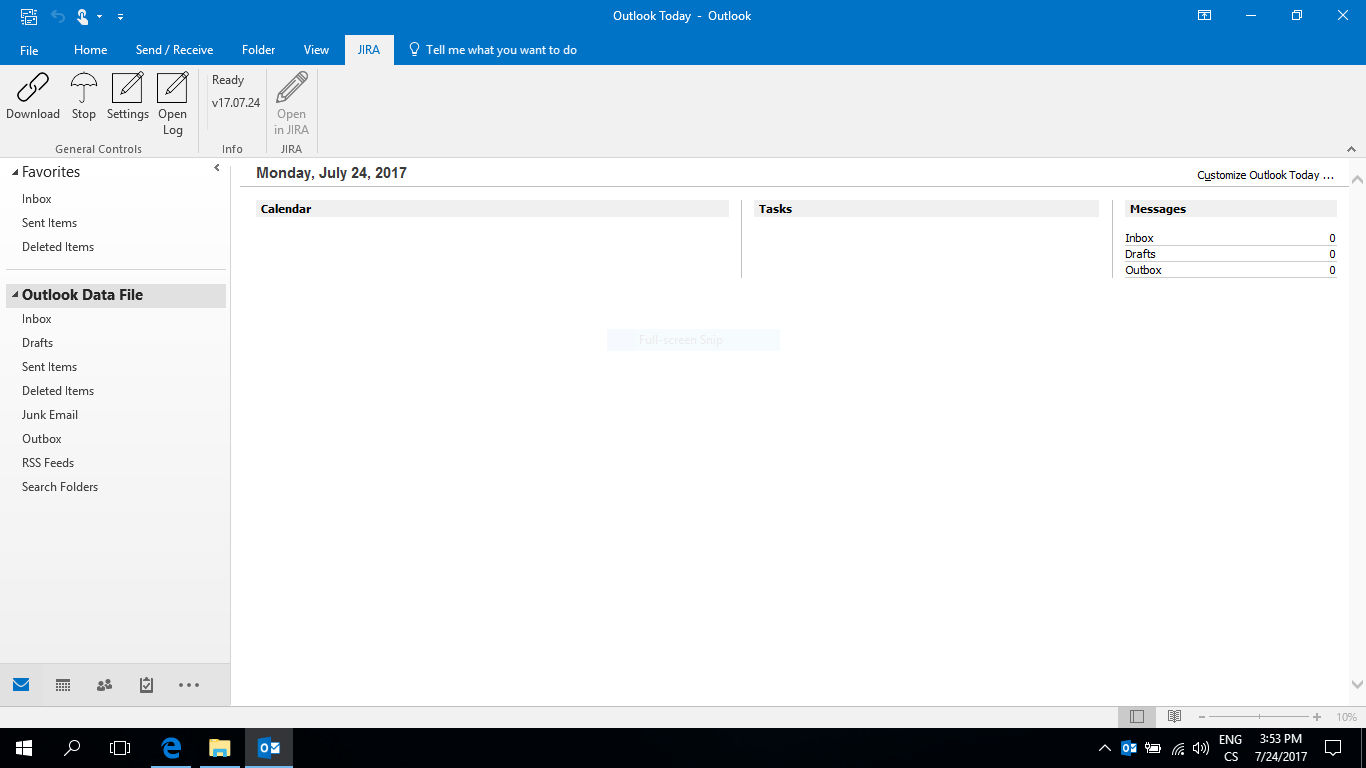 Outlook Today - Outlook
File Home Send / Receive Folder View JIRA Tell me what you want to do
Download Stop Settings Open Log
Ready
v17.07.24
Open in JIRA
General Controls Info JIRA
Favorites
Inbox
Sent Items
Deleted Items
Outlook Data File
Inbox
Drafts
Sent Items
Deleted Items
Junk Email
Outbox
RSS Feeds
Search Folders
Monday, July 24, 2017
Customize Outlook Today ...
Calendar
Tasks
Messages
Inbox 0
Drafts 0
Outbox 0
Full-screen Snip
10%
ENG
CS
3:53 PM
7/24/2017